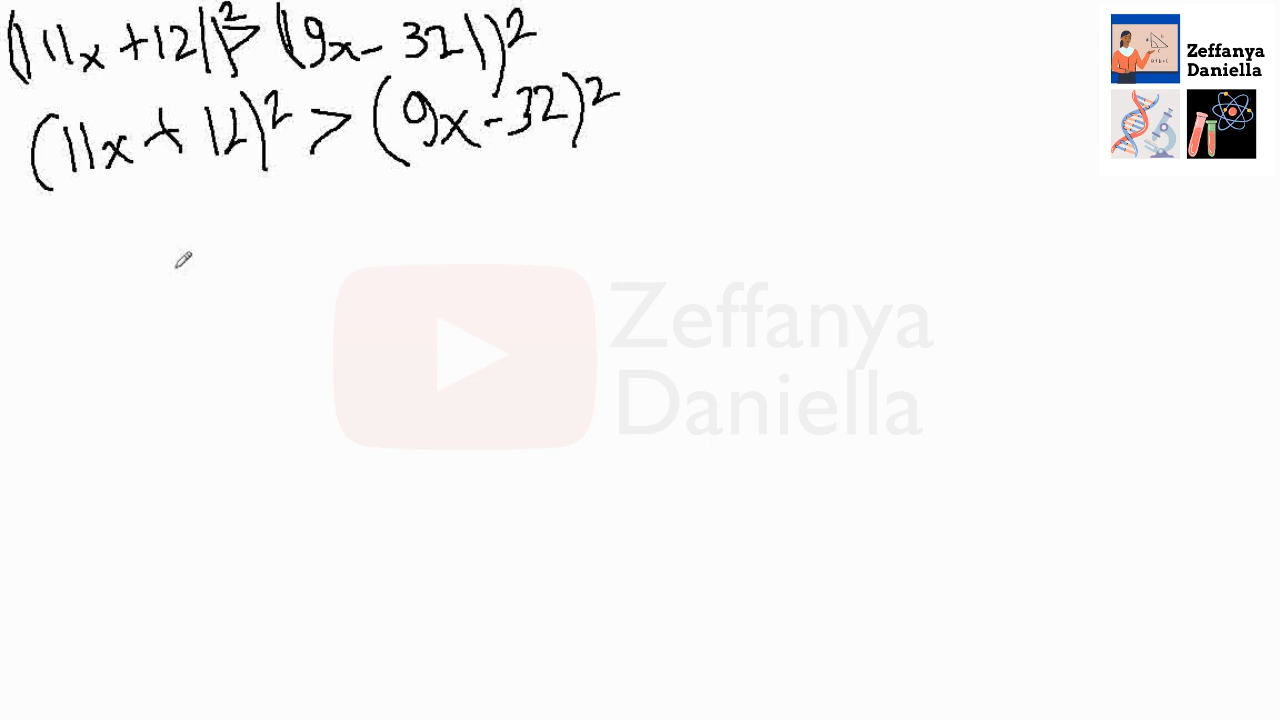 (|11x + 12|)² > (|9x - 32|)²
(11x + 12)² > (9x - 32)²
Zeffanya
Daniella
Zeffanya
Daniella